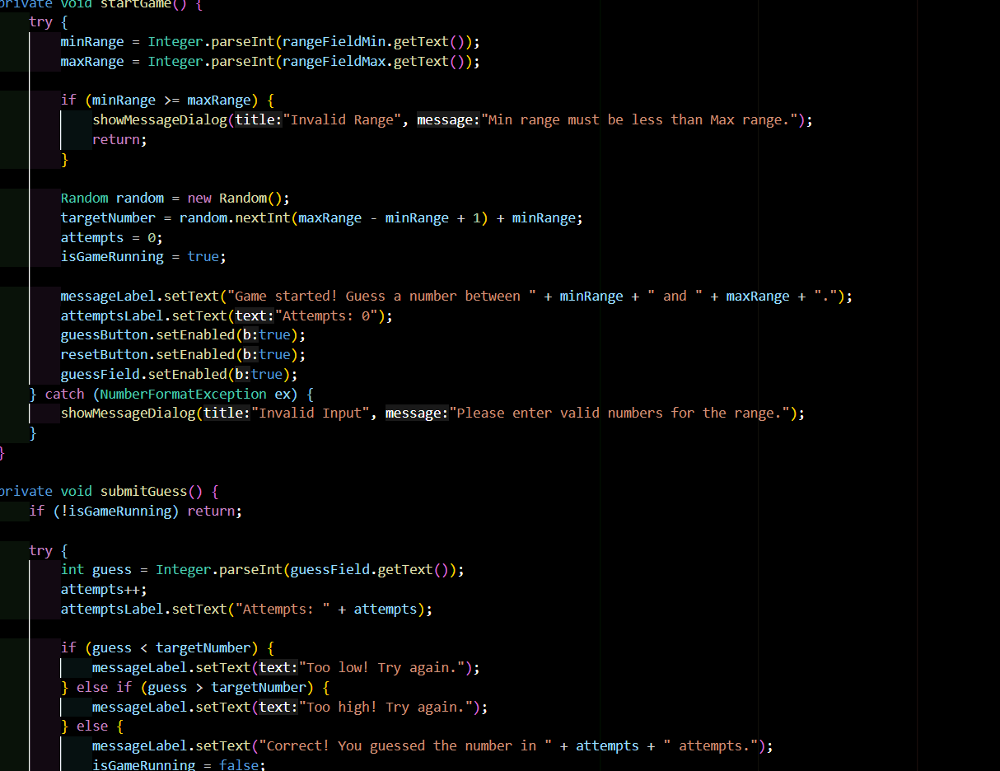 private void startGame() {
try {
minRange = Integer.parseInt(rangeFieldMin.getText());
maxRange = Integer.parseInt(rangeFieldMax.getText());
if (minRange >= maxRange) {
showMessageDialog(title:"Invalid Range", message:"Min range must be less than Max range.");
return;
}
Random random = new Random();
targetNumber = random.nextInt(maxRange - minRange + 1) + minRange;
attempts = 0;
isGameRunning = true;
messageLabel.setText("Game started! Guess a number between " + minRange + " and " + maxRange + ".");
attemptsLabel.setText(text:"Attempts: 0");
guessButton.setEnabled(b:true);
resetButton.setEnabled(b:true);
guessField.setEnabled(b:true);
} catch (NumberFormatException ex) {
showMessageDialog(title:"Invalid Input", message:"Please enter valid numbers for the range.");
}
}
private void submitGuess() {
if (!isGameRunning) return;
try {
int guess = Integer.parseInt(guessField.getText());
attempts++;
attemptsLabel.setText("Attempts: " + attempts);
if (guess < targetNumber) {
messageLabel.setText(text:"Too low! Try again.");
} else if (guess > targetNumber) {
messageLabel.setText(text:"Too high! Try again.");
} else {
messageLabel.setText("Correct! You guessed the number in " + attempts + " attempts.");
isGameRunning = false;